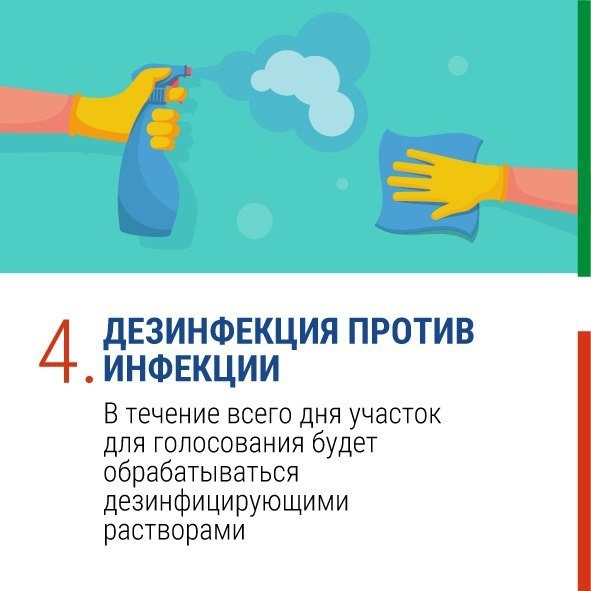 4. ДЕЗИНФЕКЦИЯ ПРОТИВ
ИНФЕКЦИИ
В течение всего дня участок
для голосования будет
обрабатываться
дезинфицирующими
растворами